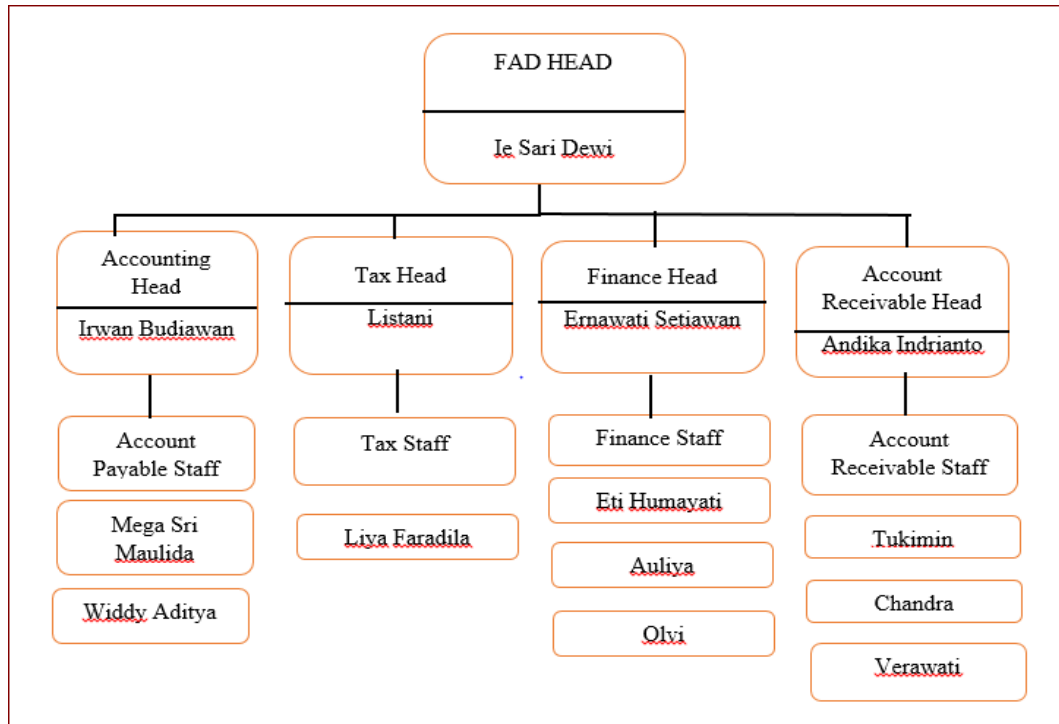 FAD HEAD
Ie Sari Dewi
Accounting
Head
Irwan Budiawan
Tax Head
Listani
Finance Head
Ernawati Setiawan
Account
Receivable Head
Andika Indrianto
Account
Payable Staff
Mega Sri
Maulida
Widdy Aditya
Tax Staff
Liya Faradila
Finance Staff
Eti Humayati
Auliya
Olvi
Account
Receivable Staff
Tukimin
Chandra
Verawati